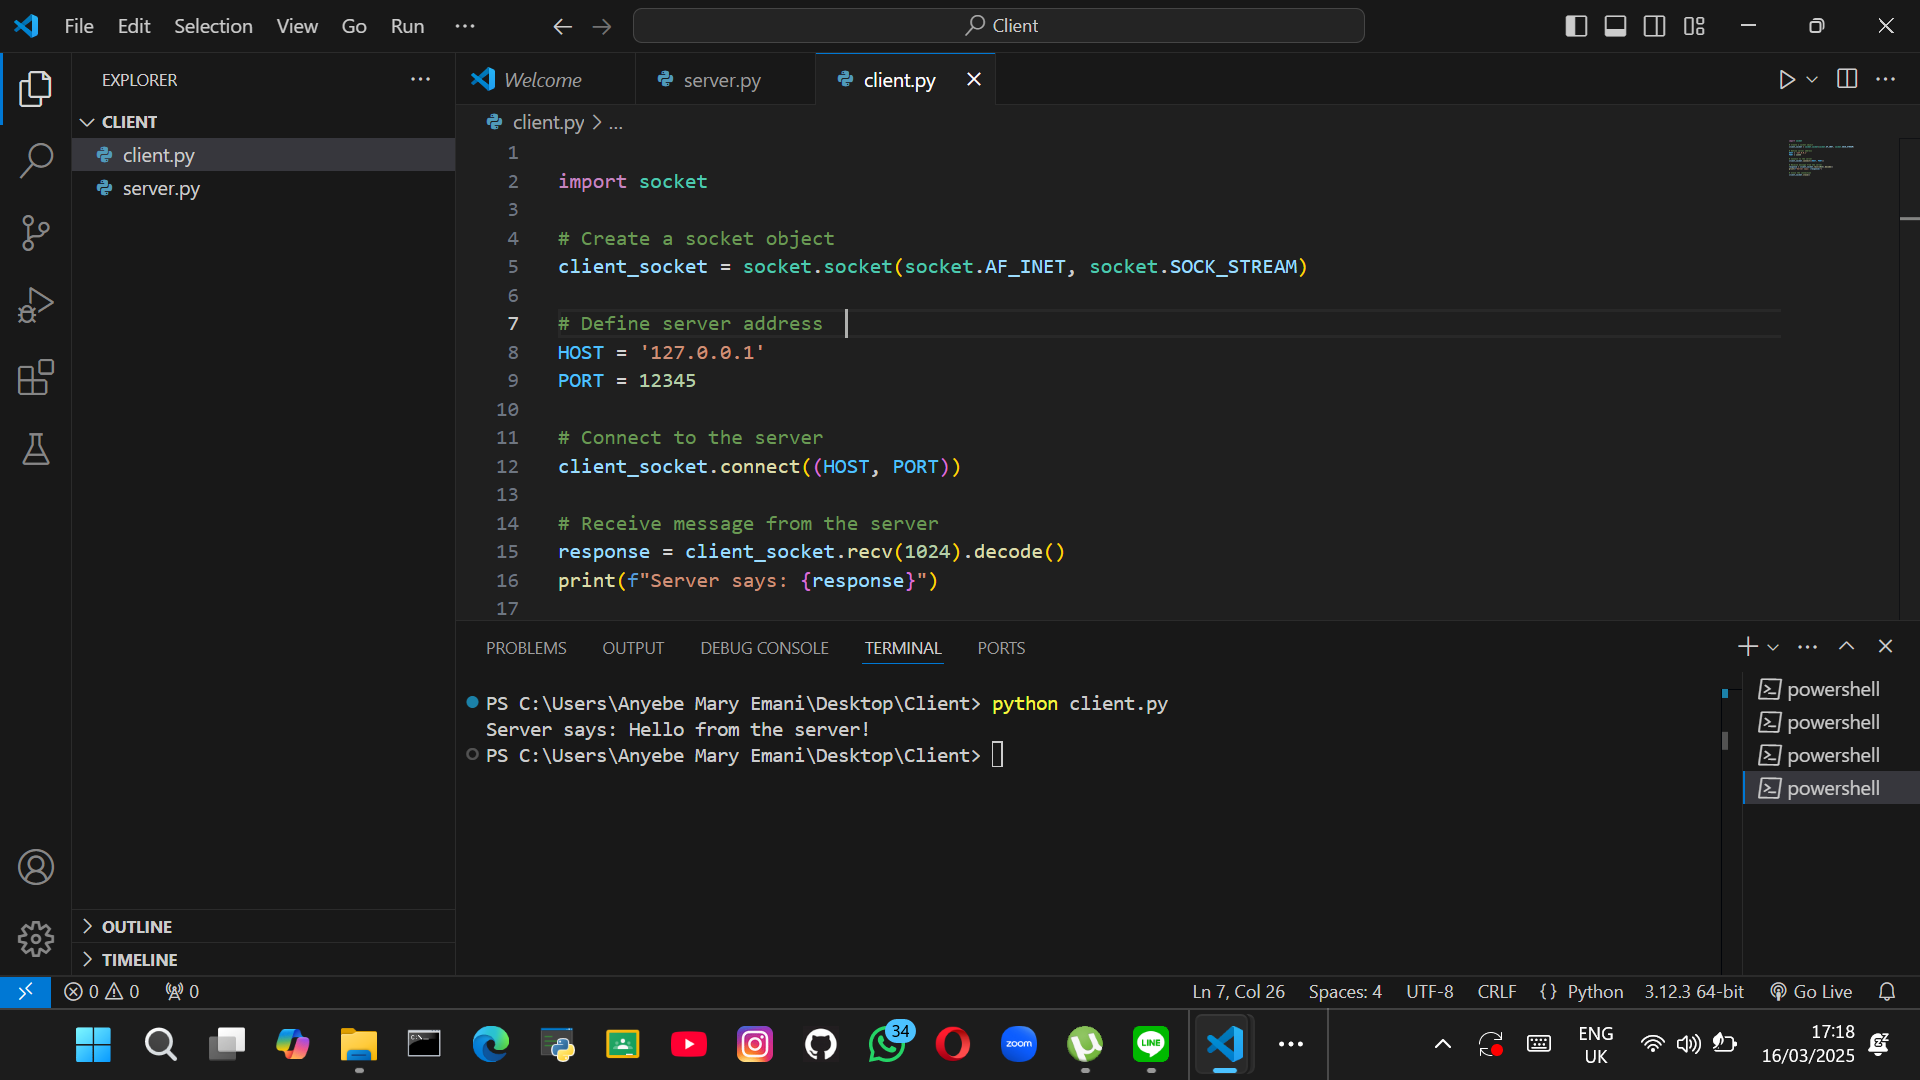 File Edit Selection View Go Run ···
Client
EXPLORER ···
Welcome server.py client.py
CLIENT
client.py
server.py
client.py > ...
1
2 import socket
3
4 # Create a socket object
5 client_socket = socket.socket(socket.AF_INET, socket.SOCK_STREAM)
6
7 # Define server address
8 HOST = '127.0.0.1'
9 PORT = 12345
10
11 # Connect to the server
12 client_socket.connect((HOST, PORT))
13
14 # Receive message from the server
15 response = client_socket.recv(1024).decode()
16 print(f"Server says: {response}")
17
PROBLEMS OUTPUT DEBUG CONSOLE TERMINAL PORTS
PS C:\Users\Anyebe Mary Emani\Desktop\Client> python client.py
Server says: Hello from the server!
PS C:\Users\Anyebe Mary Emani\Desktop\Client>
powershell
powershell
powershell
powershell
OUTLINE
TIMELINE
0 0 0
Ln 7, Col 26 Spaces: 4 UTF-8 CRLF {} Python 3.12.3 64-bit Go Live
34
zoom
LINE
ENG
UK
17:18
16/03/2025